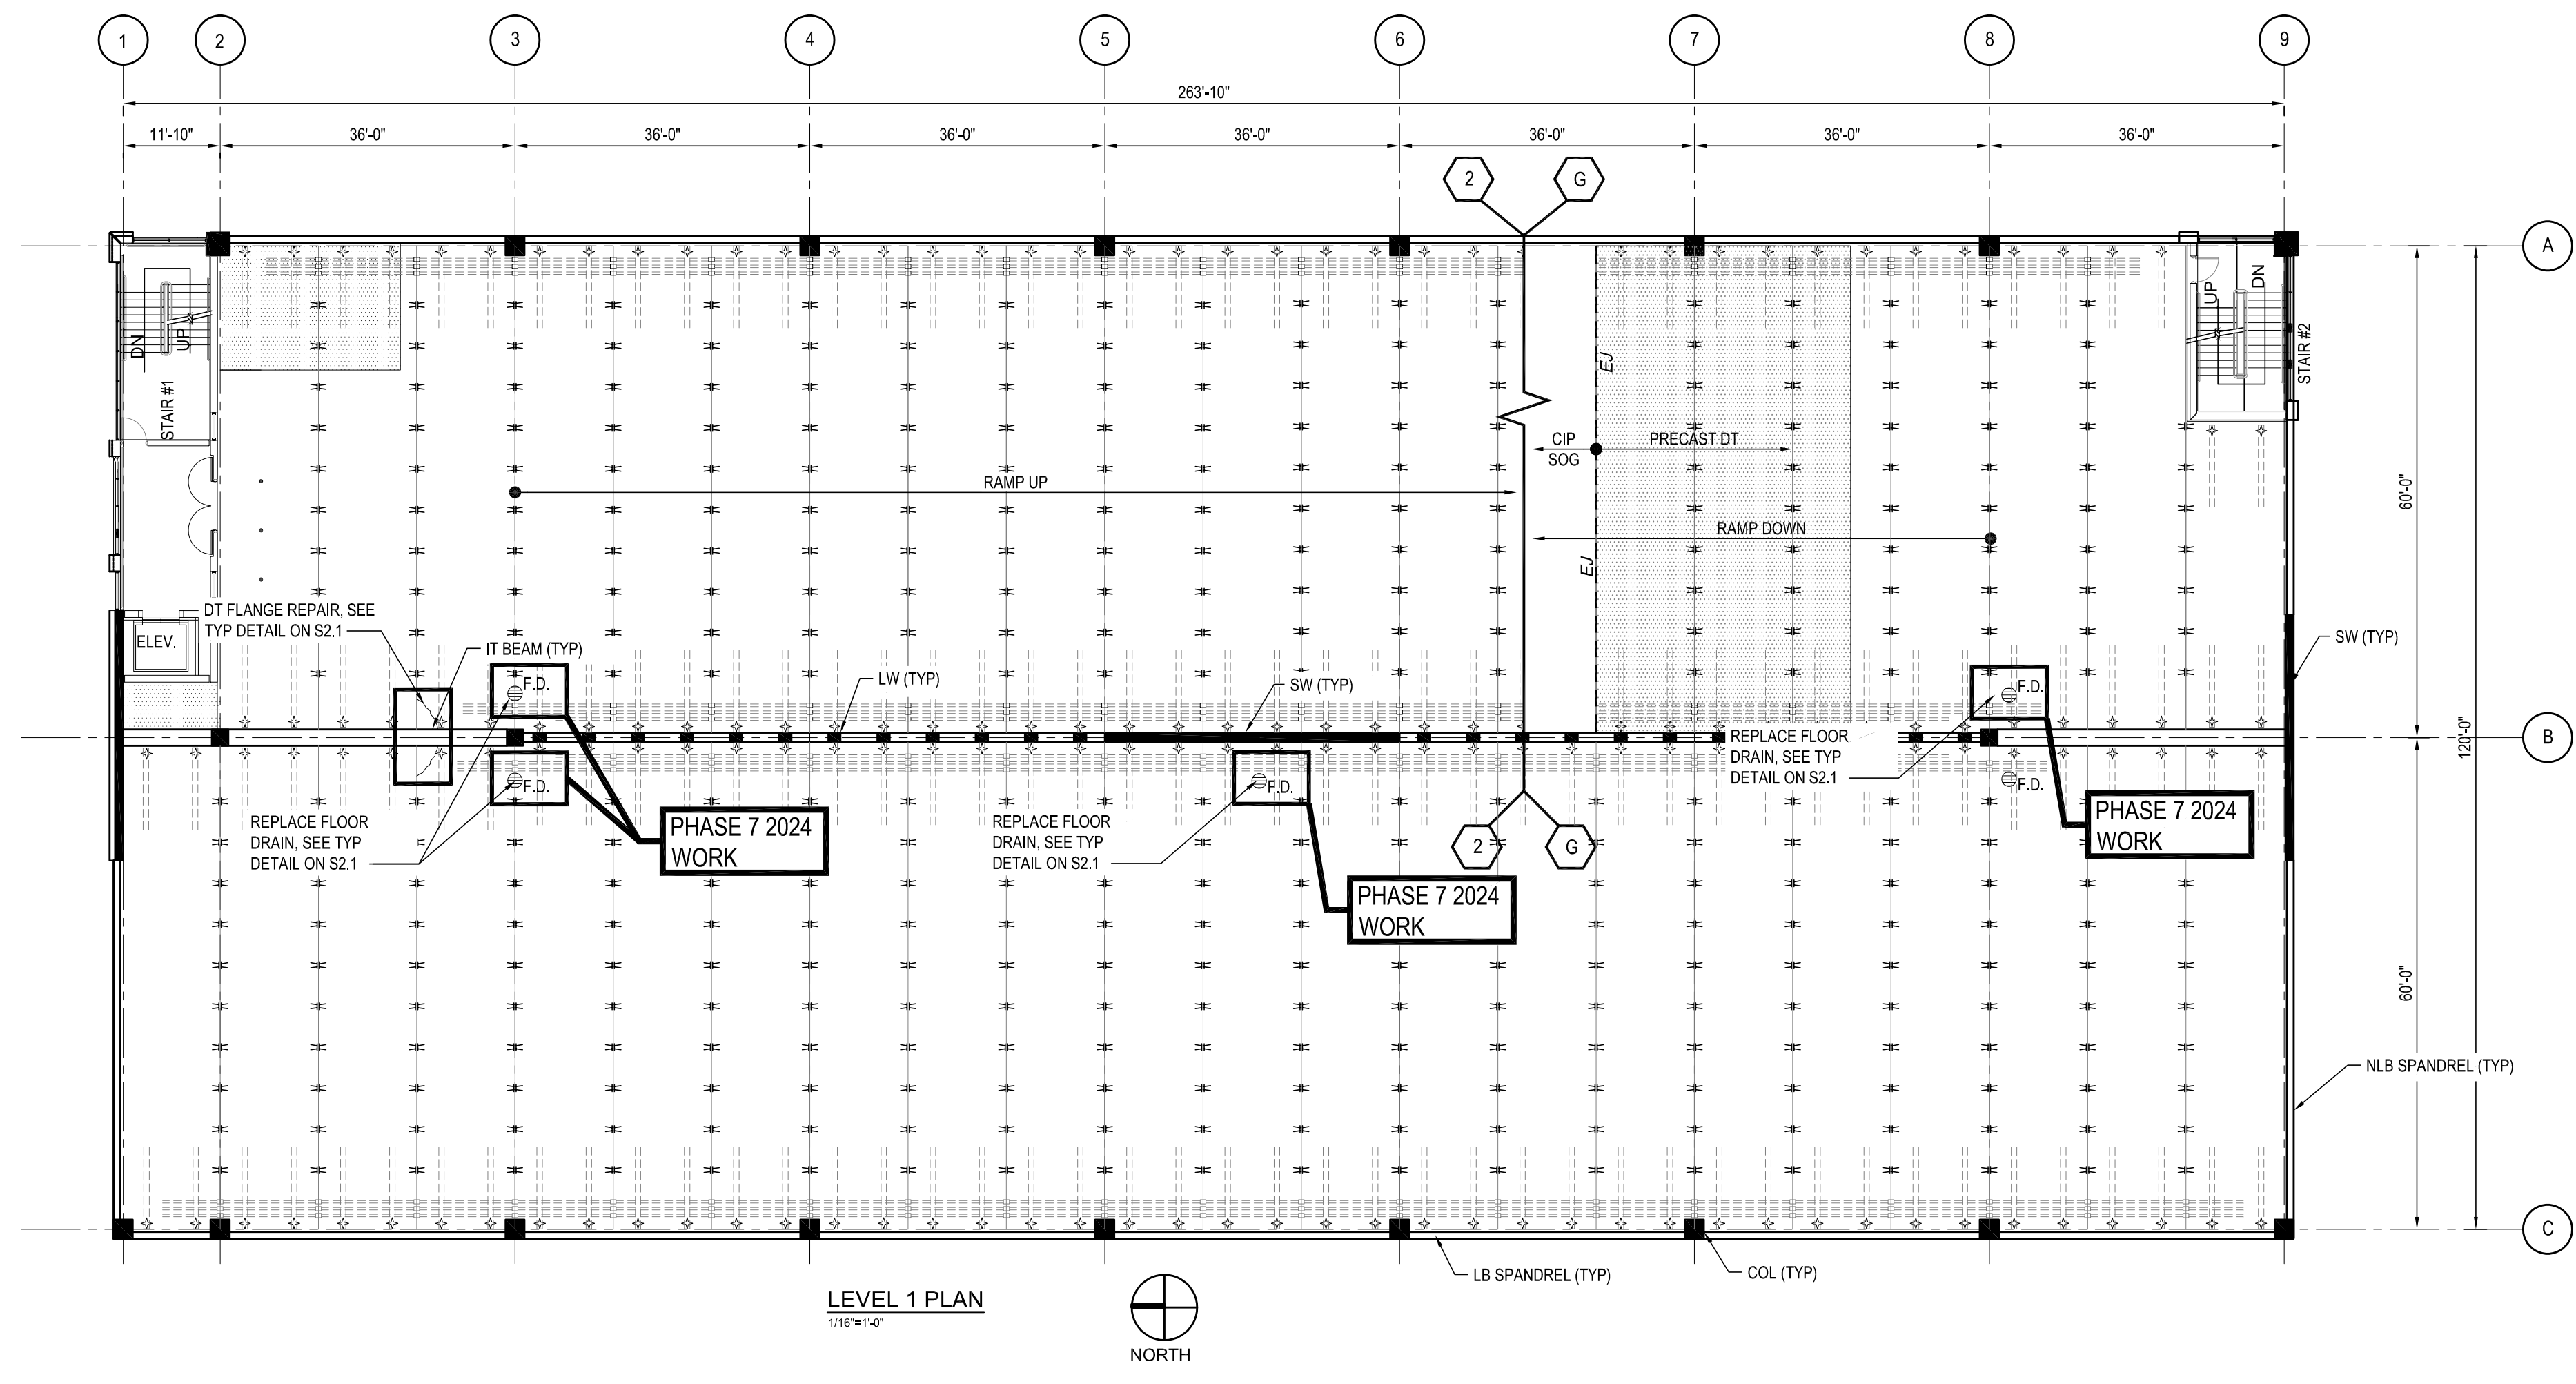 1 2 3 4 5 6 7 8 9
263'-10"
11'-10" 36'-0" 36'-0" 36'-0" 36'-0" 36'-0" 36'-0" 36'-0"
2 G
A
DN
UP
STAIR #1
UP
DN
STAIR #2
EJ
CIP
SOG
PRECAST DT
RAMP UP
RAMP DOWN
EJ
60'-0"
DT FLANGE REPAIR, SEE
TYP DETAIL ON S2.1
ELEV.
IT BEAM (TYP)
F.D.
LW (TYP)
SW (TYP)
F.D.
SW (TYP)
REPLACE FLOOR
DRAIN, SEE TYP
DETAIL ON S2.1
B
120'-0"
F.D.
F.D.
F.D.
REPLACE FLOOR
DRAIN, SEE TYP
DETAIL ON S2.1
PHASE 7 2024
WORK
REPLACE FLOOR
DRAIN, SEE TYP
DETAIL ON S2.1
2 G
PHASE 7 2024
WORK
PHASE 7 2024
WORK
60'-0"
NLB SPANDREL (TYP)
C
LB SPANDREL (TYP)
COL (TYP)
LEVEL 1 PLAN
1/16"=1'-0"
NORTH